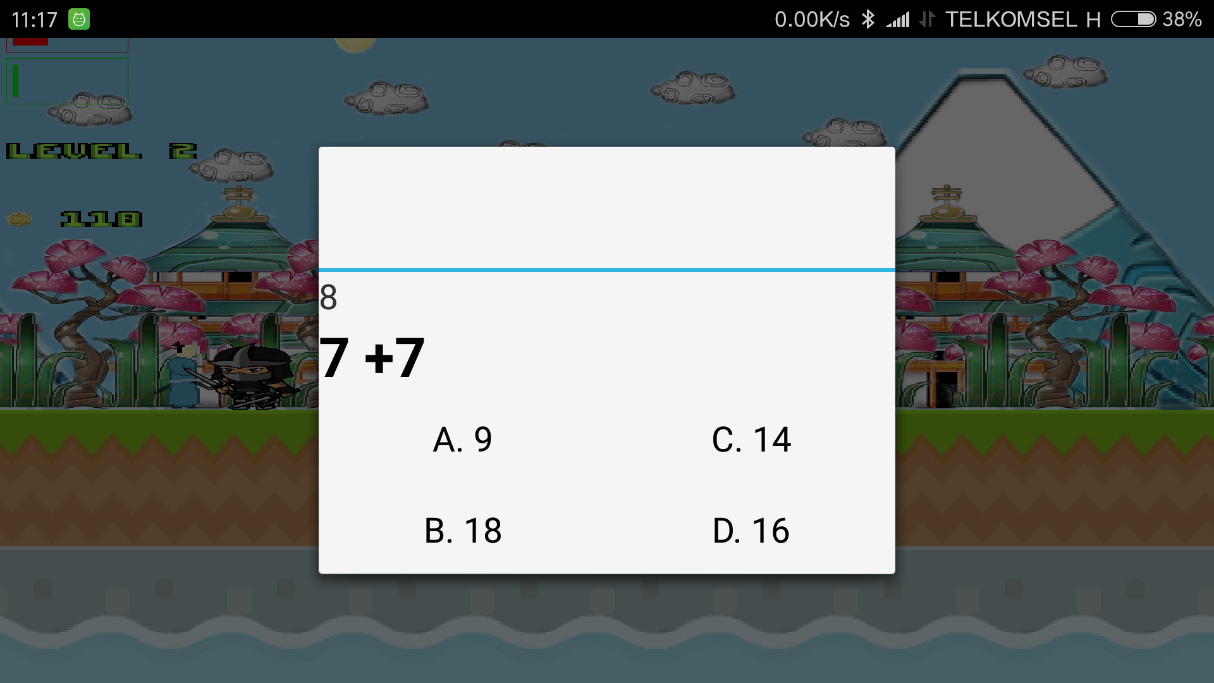 11:17
0.00K/s TELKOMSEL H 38%
LEVEL 2
110
8
7 +7
A. 9
C. 14
B. 18
D. 16